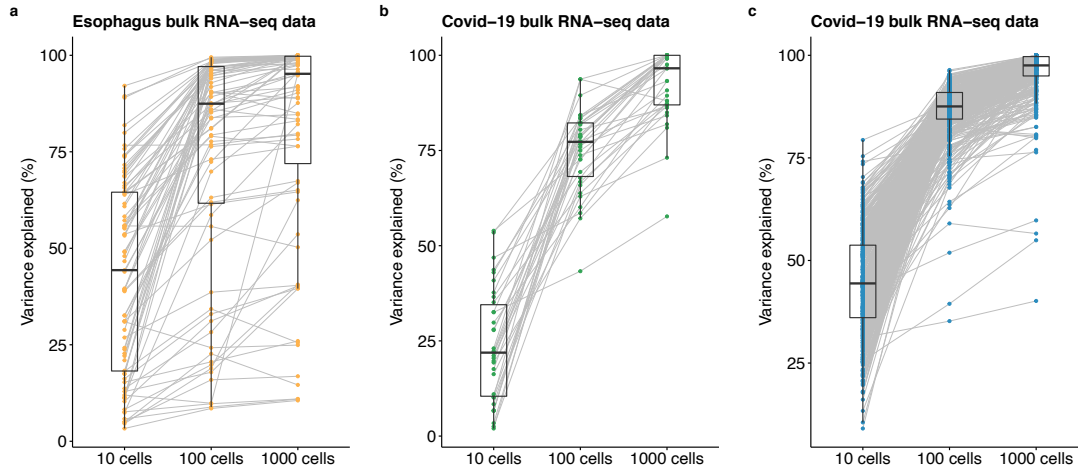 a
Esophagus bulk RNA−seq data
Variance explained (%)
100
75
50
25
0
10 cells 100 cells 1000 cells
b
Covid−19 bulk RNA−seq data
Variance explained (%)
100
75
50
25
0
10 cells 100 cells 1000 cells
c
Covid−19 bulk RNA−seq data
Variance explained (%)
100
75
50
25
10 cells 100 cells 1000 cells